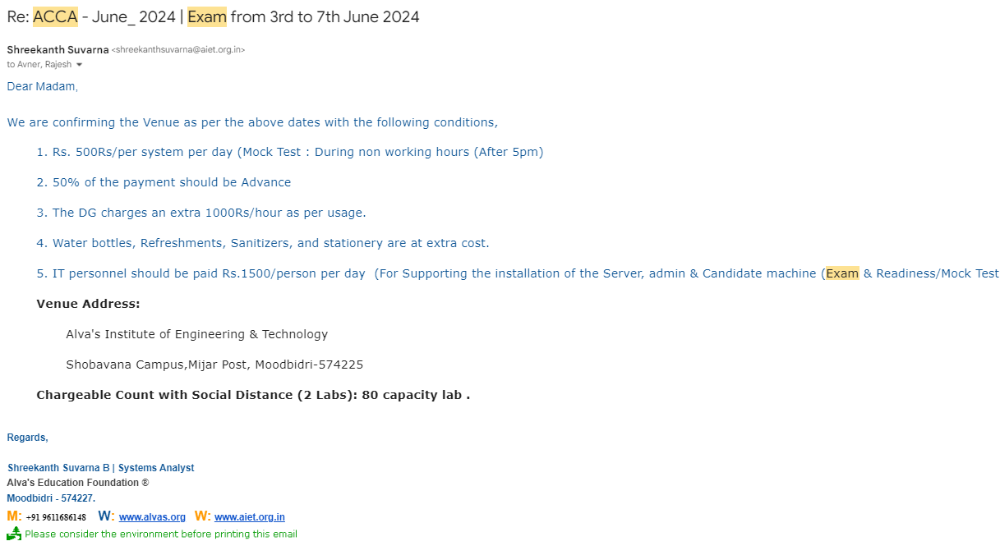 Re: ACCA - June_ 2024 | Exam from 3rd to 7th June 2024
Shreekanth Suvarna <shreekanthsuvarna@aiet.org.in>
to Avner, Rajesh
Dear Madam,
We are confirming the Venue as per the above dates with the following conditions,
1. Rs. 500Rs/per system per day (Mock Test : During non working hours (After 5pm)
2. 50% of the payment should be Advance
3. The DG charges an extra 1000Rs/hour as per usage.
4. Water bottles, Refreshments, Sanitizers, and stationery are at extra cost.
5. IT personnel should be paid Rs.1500/person per day (For Supporting the installation of the Server, admin & Candidate machine (Exam & Readiness/Mock Test
Venue Address:
Alva's Institute of Engineering & Technology
Shobavana Campus,Mijar Post, Moodbidri-574225
Chargeable Count with Social Distance (2 Labs): 80 capacity lab .
Regards,
Shreekanth Suvarna B | Systems Analyst
Alva's Education Foundation ®
Moodbidri - 574227.
M: +91 9611686148 W: www.alvas.org W: www.aiet.org.in
Please consider the environment before printing this email